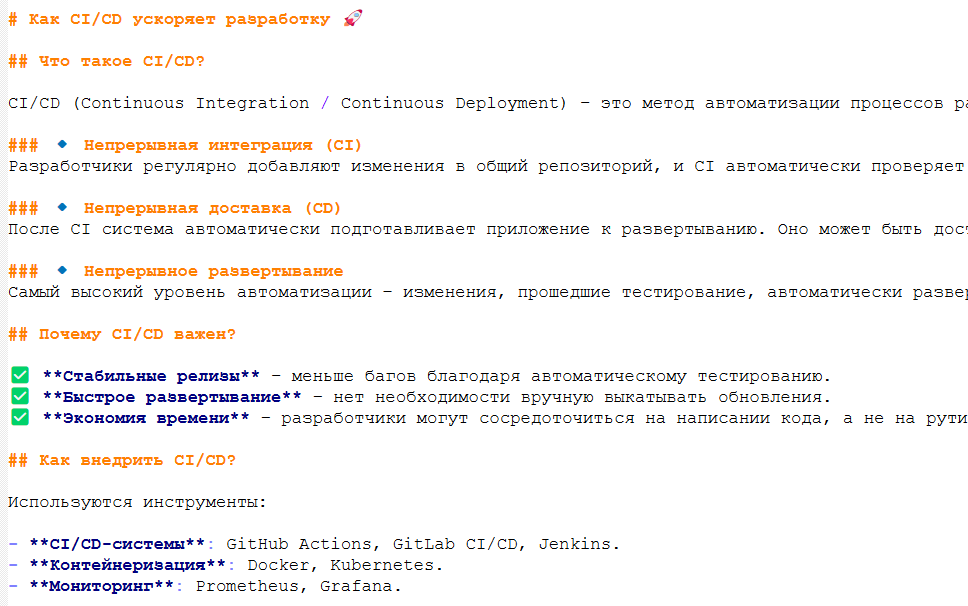 # Как CI/CD ускоряет разработку 🚀
## Что такое CI/CD?
CI/CD (Continuous Integration / Continuous Deployment) – это метод автоматизации процессов
### 🔹 Непрерывная интеграция (CI)
Разработчики регулярно добавляют изменения в общий репозиторий, и CI автоматически проверяет
### 🔹 Непрерывная доставка (CD)
После CI система автоматически подготавливает приложение к развертыванию. Оно может быть
### 🔹 Непрерывное развертывание
Самый высокий уровень автоматизации – изменения, прошедшие тестирование, автоматически
## Почему CI/CD важен?
✅ **Стабильные релизы** – меньше багов благодаря автоматическому тестированию.
✅ **Быстрое развертывание** – нет необходимости вручную выкатывать обновления.
✅ **Экономия времени** – разработчики могут сосредоточиться на написании кода, а не на
## Как внедрить CI/CD?
Используются инструменты:
- **CI/CD-системы**: GitHub Actions, GitLab CI/CD, Jenkins.
- **Контейнеризация**: Docker, Kubernetes.
- **Мониторинг**: Prometheus, Grafana.